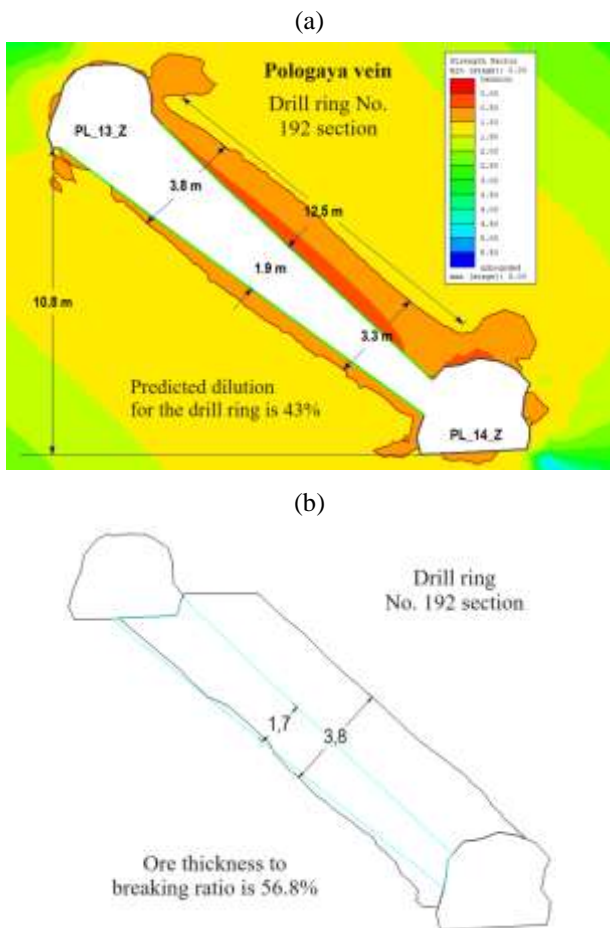 (a)
Pologaya vein
Drill ring No.
192 section
PL_13_Z
3.8 m
12,5 m
1.9 m
10.8 m
3.3 m
Predicted dilution
for the drill ring is 43%
PL_14_Z
Strength Factor
(b)
Drill ring
No. 192 section
1,7
3,8
Ore thickness to
breaking ratio is 56.8%